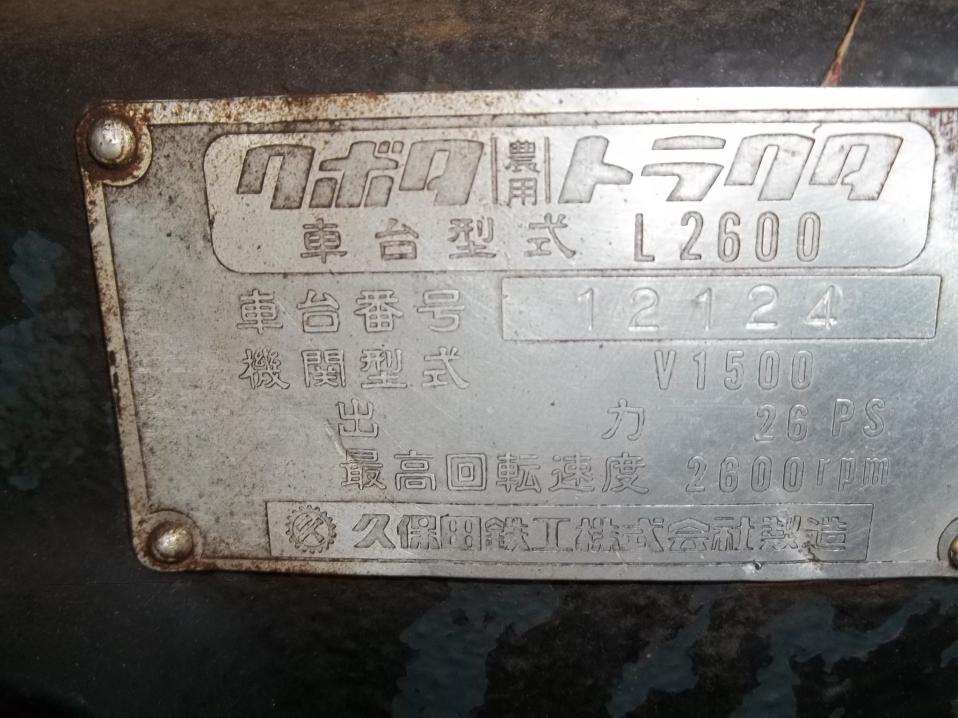 クボタ農用トラクタ
車台型式 L2600
車台番号 12124
機関型式 V1500
出力 26PS
最高回転速度 2600rpm
久保田鉄工株式会社製造